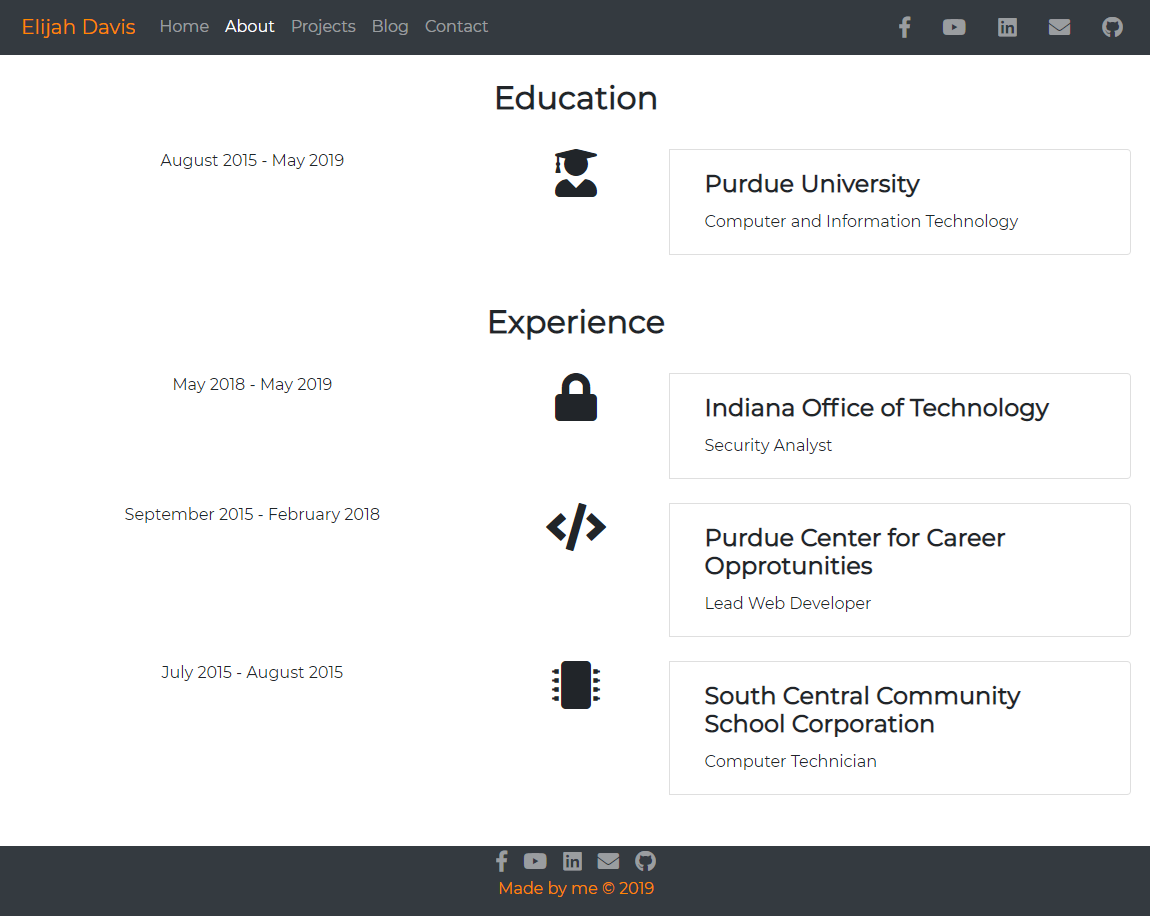 Elijah Davis Home About Projects Blog Contact
Education
August 2015 - May 2019
Purdue University
Computer and Information Technology
Experience
May 2018 - May 2019
Indiana Office of Technology
Security Analyst
September 2015 - February 2018
Purdue Center for Career
Opprotunities
Lead Web Developer
July 2015 - August 2015
South Central Community
School Corporation
Computer Technician
Made by me © 2019